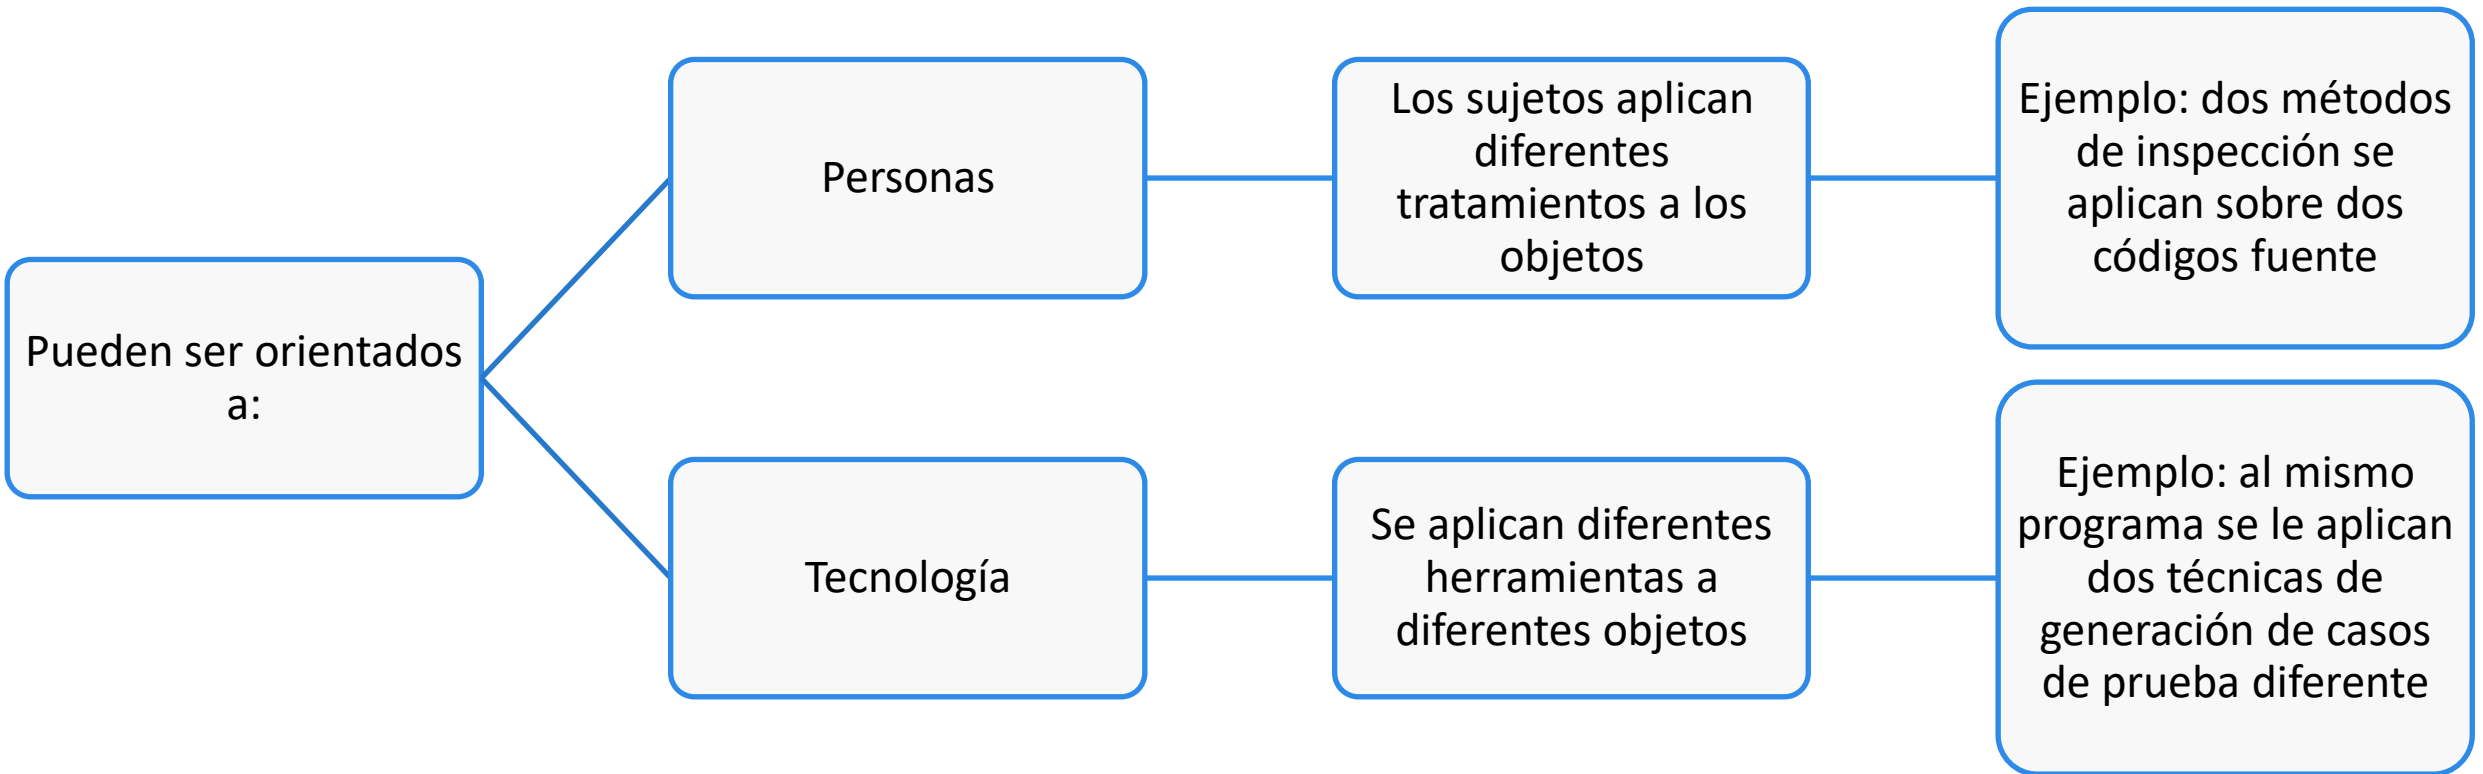 Pueden ser orientados
a:
Personas
Los sujetos aplican
diferentes
tratamientos a los
objetos
Ejemplo: dos métodos
de inspección se
aplican sobre dos
códigos fuente
Tecnología
Se aplican diferentes
herramientas a
diferentes objetos
Ejemplo: al mismo
programa se le aplican
dos técnicas de
generación de casos
de prueba diferente